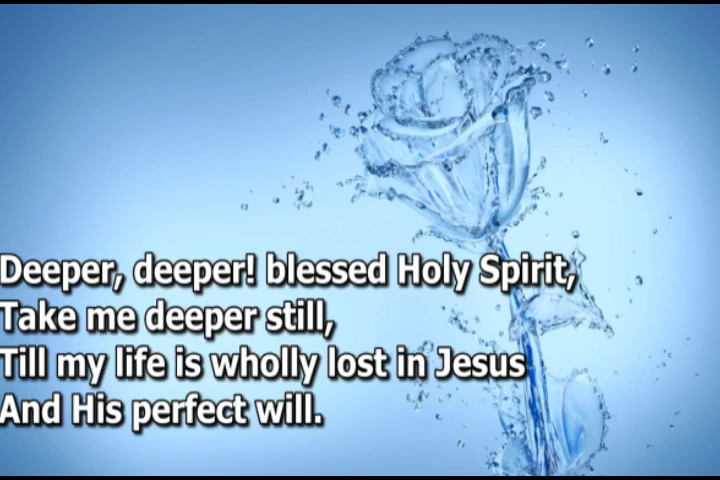 Deeper, deeper! blessed Holy Spirit,
Take me deeper still,
Till my life is wholly lost in Jesus
And His perfect will.